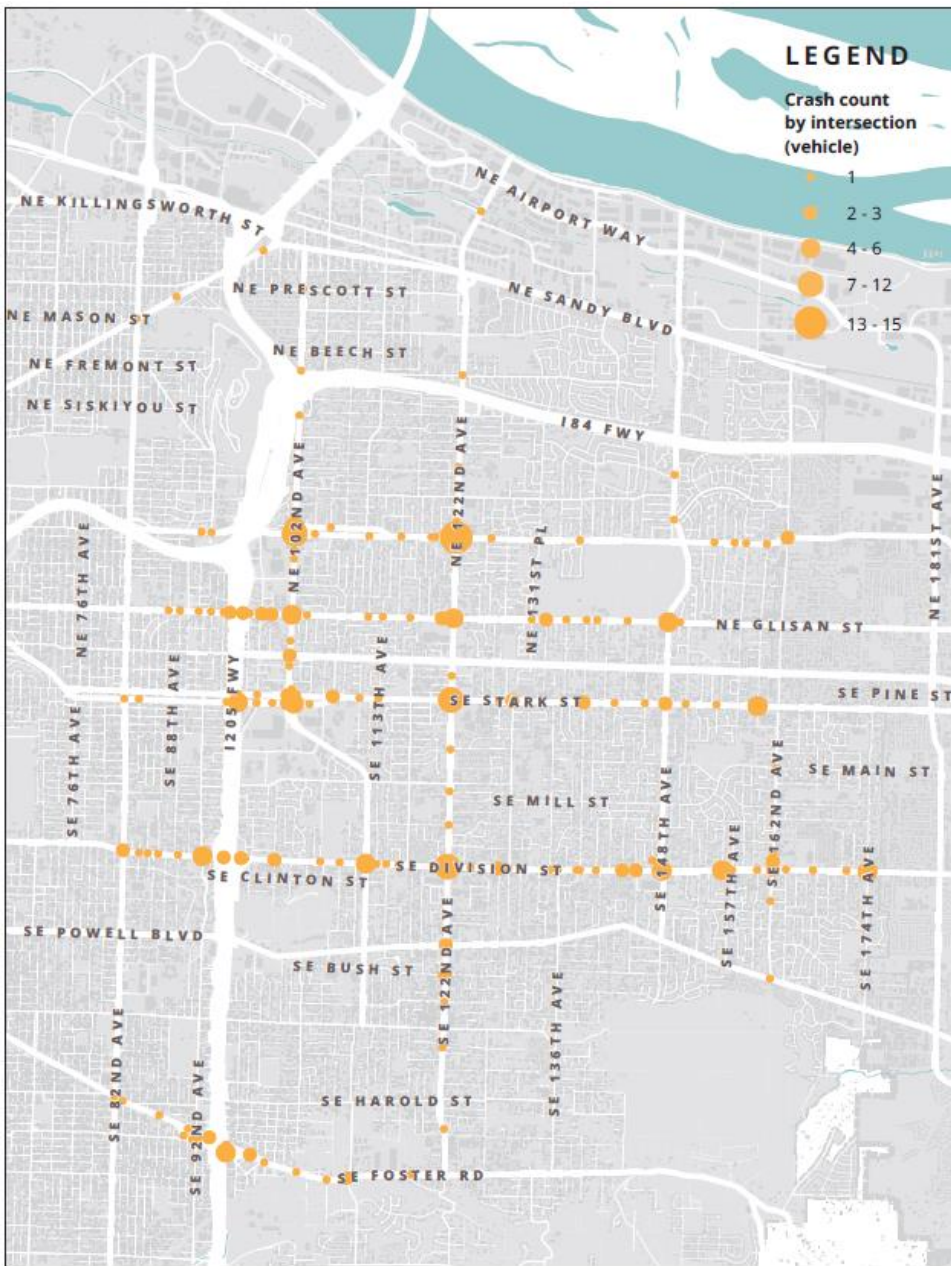 LEGEND
Crash count
by intersection
(vehicle)
1
2 - 3
4 - 6
7 - 12
13 - 15
NE KILLINGSWORTH ST
NE AIRPORT WAY
NE PRESCOTT ST
NE SANDY BLVD
NE MASON ST
NE BEECH ST
NE FREMONT ST
NE SISKIYOU ST
I84 FWY
NE 102ND AVE
NE 122ND AVE
NE 181ST AVE
NE 76TH AVE
NE 131ST PL
NE GLISAN ST
SE 88TH AVE
I205 FWY
SE 113TH AVE
SE STARK ST
SE PINE ST
SE 76TH AVE
SE MAIN ST
SE MILL ST
SE 148TH AVE
SE 162ND AVE
SE 157TH AVE
SE 174TH AVE
SE DIVISION ST
SE CLINTON ST
SE POWELL BLVD
SE 122ND AVE
SE BUSH ST
SE 136TH AVE
SE 82ND AVE
SE 92ND AVE
SE HAROLD ST
SE FOSTER RD